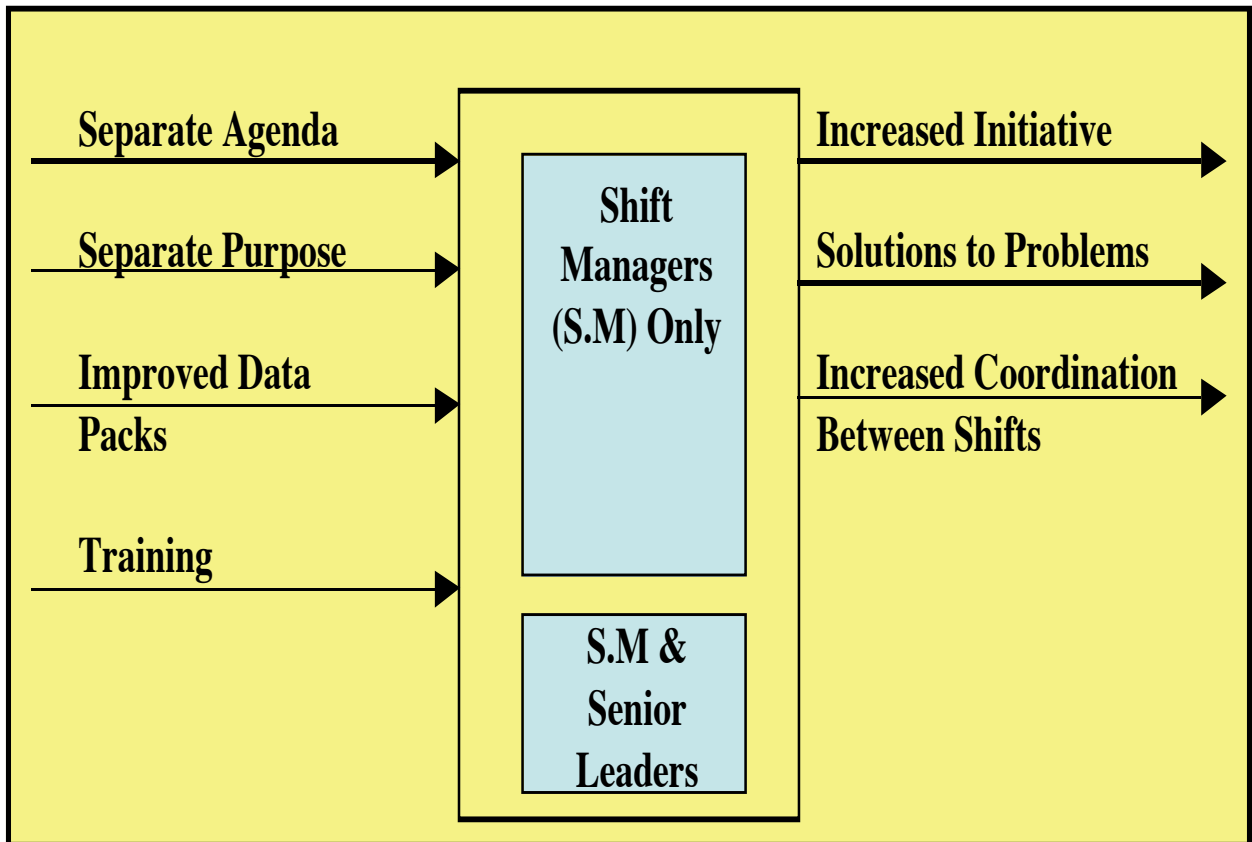 Separate Agenda
Separate Purpose
Improved Data
Packs
Training
Shift
Managers
(S.M) Only
S.M &
Senior
Leaders
Increased Initiative
Solutions to Problems
Increased Coordination
Between Shifts